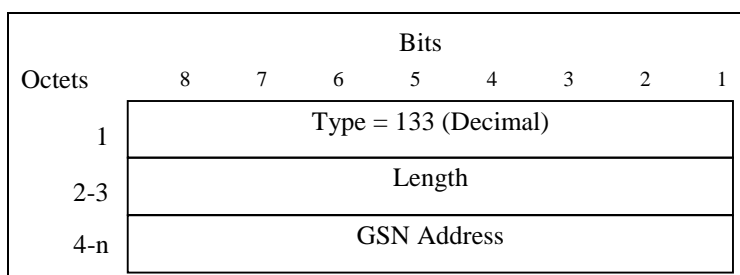 Bits
Octets 8 7 6 5 4 3 2 1
1 Type = 133 (Decimal)
2-3 Length
4-n GSN Address